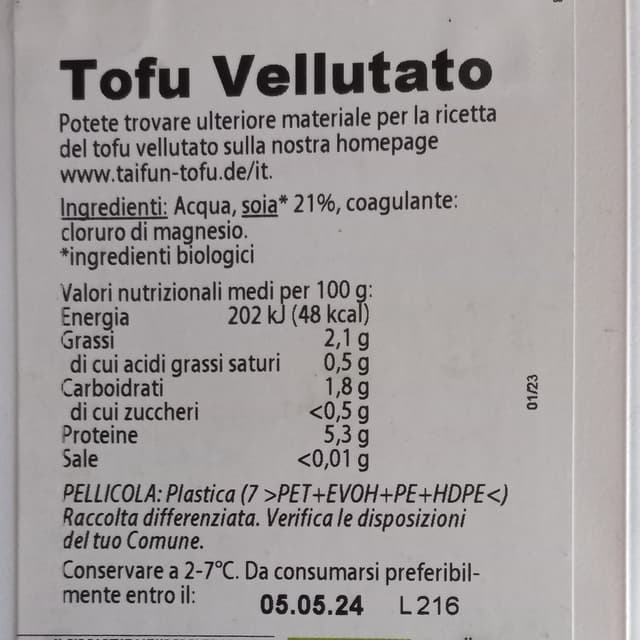 Tofu Vellutato
Potete trovare ulteriore materiale per la ricetta
del tofu vellutato sulla nostra homepage
www.taifun-tofu.de/it.
Ingredienti: Acqua, soia* 21%, coagulante:
cloruro di magnesio.
*ingredienti biologici
Valori nutrizionali medi per 100 g:
Energia 202 kJ (48 kcal)
Grassi 2,1 g
di cui acidi grassi saturi 0,5 g
Carboidrati 1,8 g
di cui zuccheri <0,5 g
Proteine 5,3 g
Sale <0,01 g
01/23
PELLICOLA: Plastica (7 >PET+EVOH+PE+HDPE<)
Raccolta differenziata. Verifica le disposizioni
del tuo Comune.
Conservare a 2-7°C. Da consumarsi preferibil-
mente entro il: 05.05.24 L216